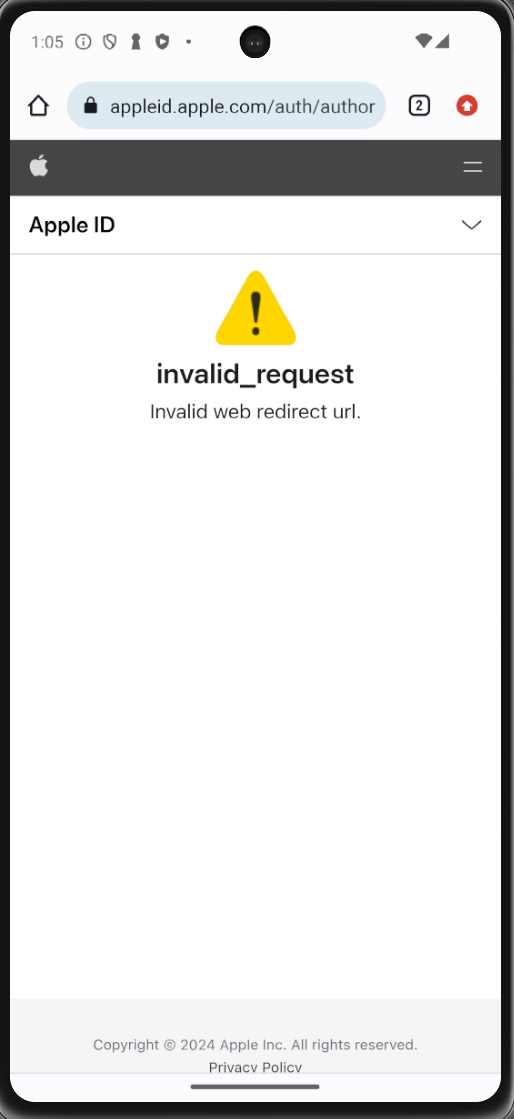 1:05
appleid.apple.com/auth/author
2
Apple ID
invalid_request
Invalid web redirect url.
Copyright © 2024 Apple Inc. All rights reserved.
Privacy Policy